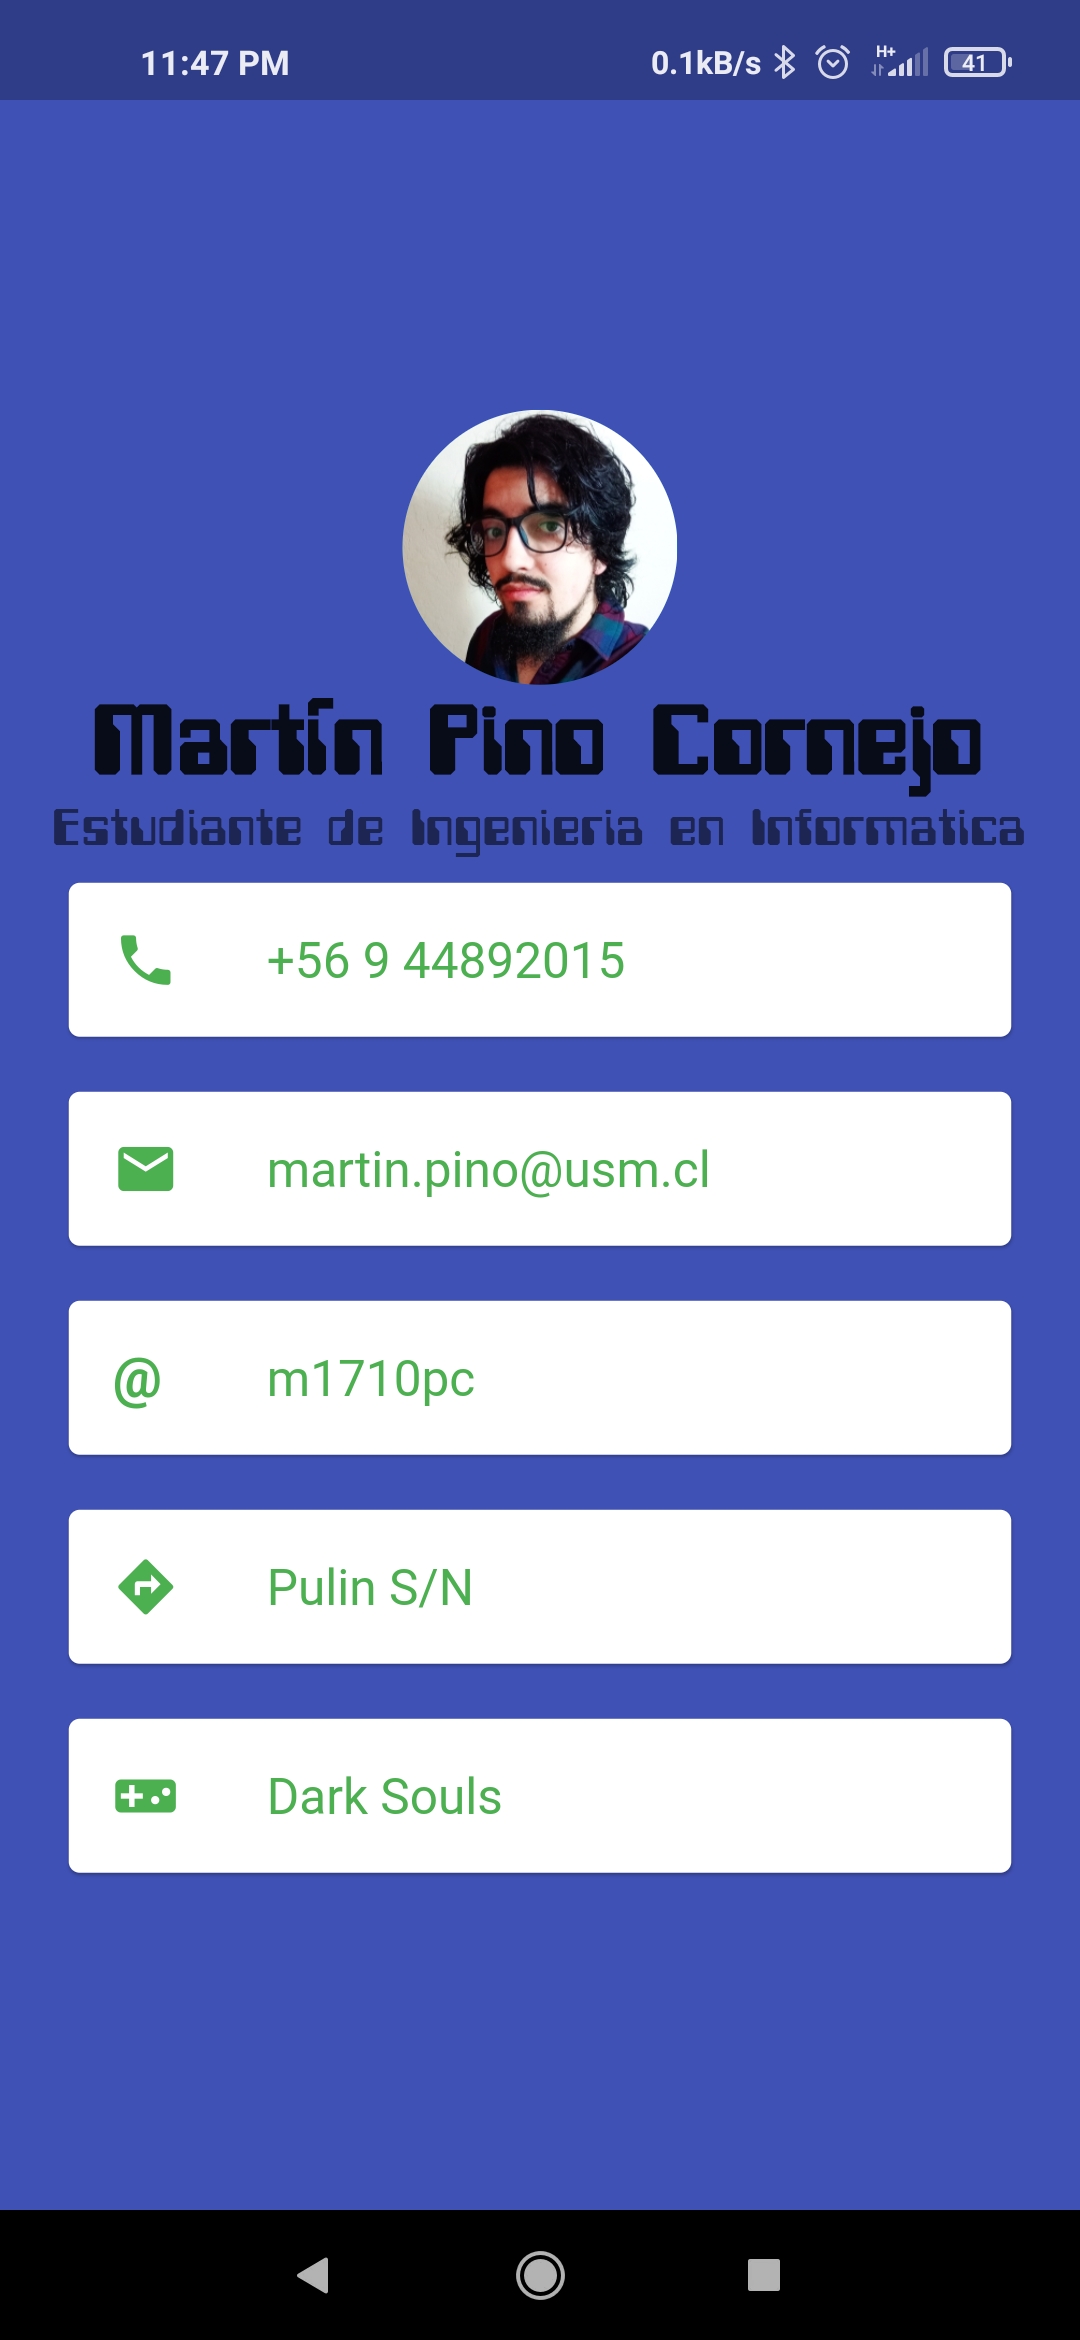 11:47 PM 0.1kB/s H+ 41
Martín Pino Cornejo
Estudiante de Ingenieria en Informatica
+56 9 44892015
martin.pino@usm.cl
@ m1710pc
Pulin S/N
Dark Souls